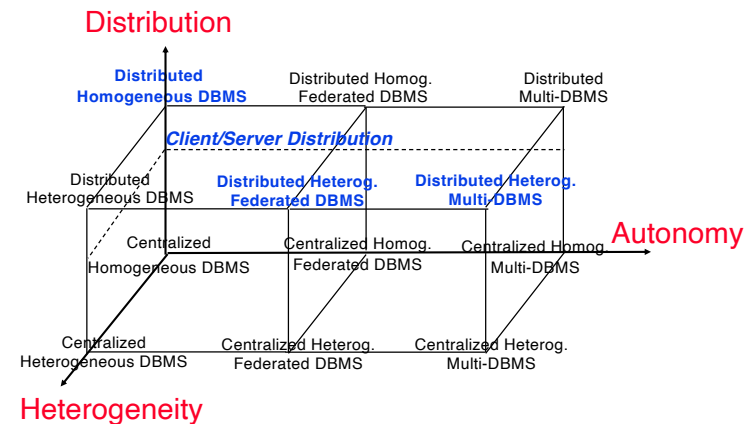 Distribution
Distributed
Homogeneous DBMS
Distributed Homog.
Federated DBMS
Distributed
Multi-DBMS
Client/Server Distribution
Distributed
Heterogeneous DBMS
Distributed Heterog.
Federated DBMS
Distributed Heterog.
Multi-DBMS
Autonomy
Centralized
Homogeneous DBMS
Centralized Homog.
Federated DBMS
Centralized Homog.
Multi-DBMS
Centralized
Heterogeneous DBMS
Centralized Heterog.
Federated DBMS
Centralized Heterog.
Multi-DBMS
Heterogeneity